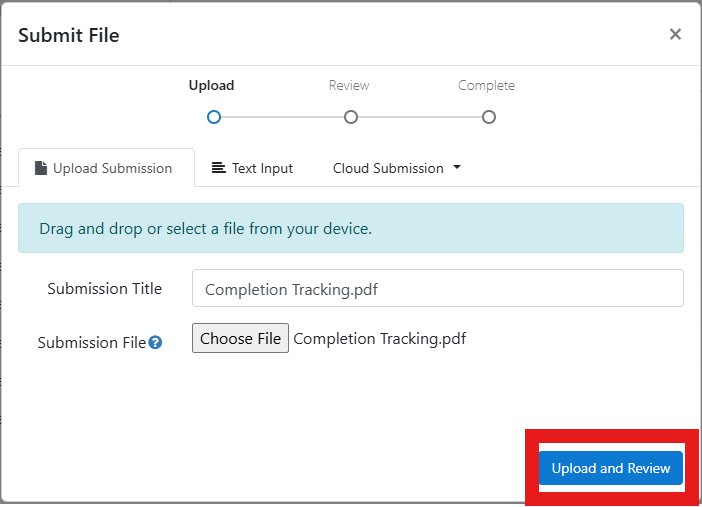 Submit File ×
Upload Review Complete
Upload Submission Text Input Cloud Submission
Drag and drop or select a file from your device.
Submission Title Completion Tracking.pdf
Submission File ? Choose File Completion Tracking.pdf
Upload and Review